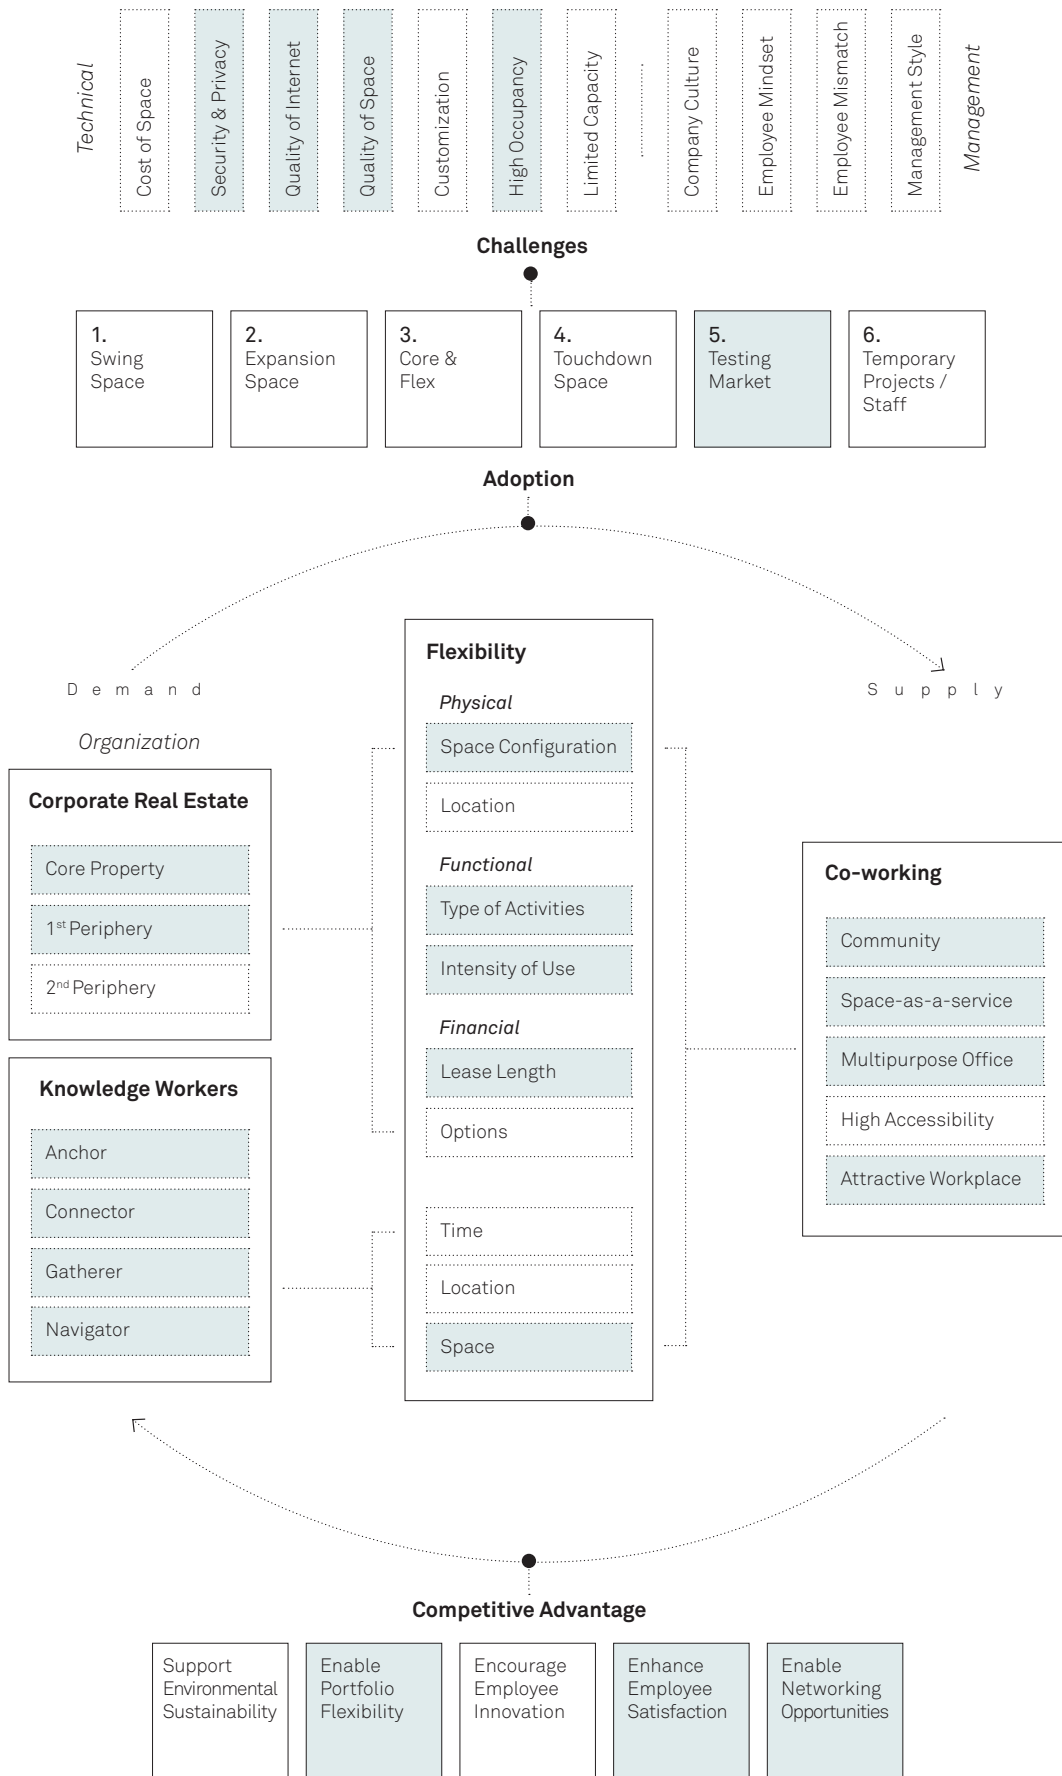 Technical
Cost of Space
Security & Privacy
Quality of Internet
Quality of Space
Customization
High Occupancy
Limited Capacity
Company Culture
Employee Mindset
Employee Mismatch
Management Style
Management
Challenges
1.
Swing
Space
2.
Expansion
Space
3.
Core &
Flex
4.
Touchdown
Space
5.
Testing
Market
6.
Temporary
Projects /
Staff
Adoption
Demand
Supply
Organization
Corporate Real Estate
Core Property
1st Periphery
2nd Periphery
Knowledge Workers
Anchor
Connector
Gatherer
Navigator
Flexibility
Physical
Space Configuration
Location
Functional
Type of Activities
Intensity of Use
Financial
Lease Length
Options
Time
Location
Space
Co-working
Community
Space-as-a-service
Multipurpose Office
High Accessibility
Attractive Workplace
Competitive Advantage
Support
Environmental
Sustainability
Enable
Portfolio
Flexibility
Encourage
Employee
Innovation
Enhance
Employee
Satisfaction
Enable
Networking
Opportunities